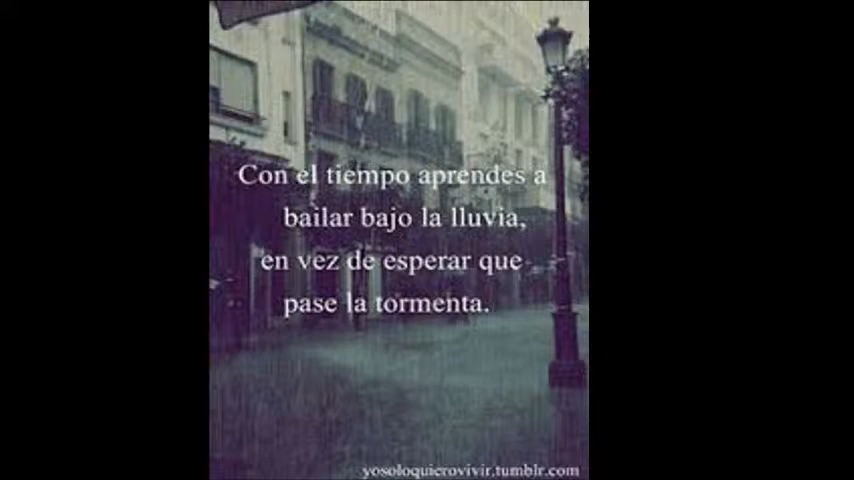 Con el tiempo aprendes a
bailar bajo la lluvia,
en vez de esperar que
pase la tormenta.
yosoloquierovivir.tumblr.com